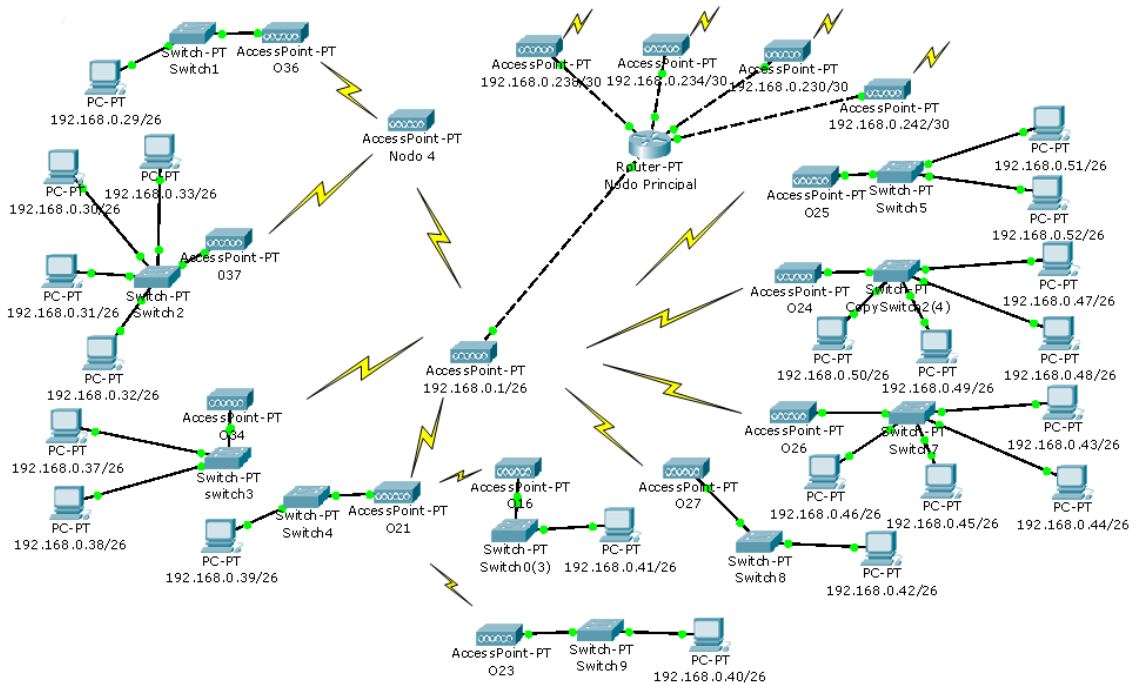 Switch-PT
Switch1
AccessPoint-PT
O36
PC-PT
192.168.0.29/26
AccessPoint-PT
Nodo 4
AccessPoint-PT
192.168.0.238/30
AccessPoint-PT
192.168.0.234/30
AccessPoint-PT
192.168.0.230/30
AccessPoint-PT
192.168.0.242/30
Router-PT
Nodo Principal
PC-PT
192.168.0.30/26
PC-PT
192.168.0.33/26
AccessPoint-PT
O37
PC-PT
192.168.0.31/26
Switch-PT
Switch2
PC-PT
192.168.0.32/26
AccessPoint-PT
O25
Switch-PT
Switch5
PC-PT
192.168.0.51/26
PC-PT
192.168.0.52/26
AccessPoint-PT
O24
Switch-PT
CopySwitch2(4)
PC-PT
192.168.0.47/26
PC-PT
192.168.0.50/26
PC-PT
192.168.0.49/26
PC-PT
192.168.0.48/26
AccessPoint-PT
192.168.0.1/26
AccessPoint-PT
O34
PC-PT
192.168.0.37/26
Switch-PT
switch3
PC-PT
192.168.0.38/26
Switch-PT
Switch4
AccessPoint-PT
O21
PC-PT
192.168.0.39/26
AccessPoint-PT
O16
Switch-PT
Switch0(3)
PC-PT
192.168.0.41/26
AccessPoint-PT
O27
Switch-PT
Switch8
PC-PT
192.168.0.42/26
AccessPoint-PT
O26
Switch-PT
Switch7
PC-PT
192.168.0.43/26
PC-PT
192.168.0.46/26
PC-PT
192.168.0.45/26
PC-PT
192.168.0.44/26
AccessPoint-PT
O23
Switch-PT
Switch9
PC-PT
192.168.0.40/26